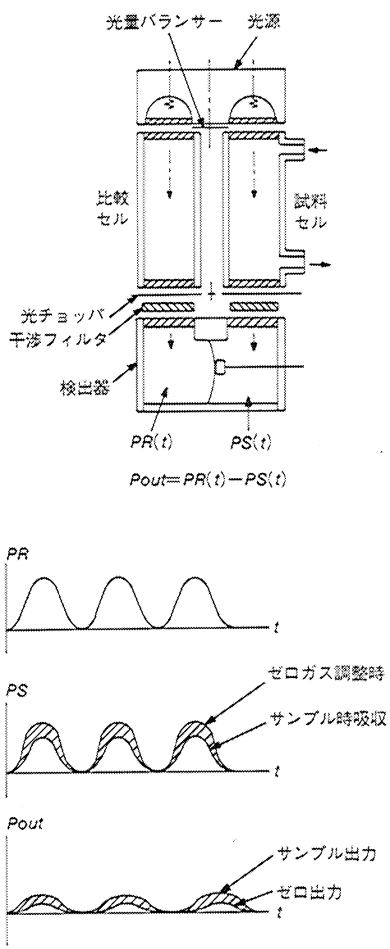 光量バランサー 光源
比較
セル
試料
セル
光チョッパ
干渉フィルタ
検出器
PR(t) PS(t)
Pout=PR(t)-PS(t)
PR
t
ゼロガス調整時
PS
サンプル時吸収
t
Pout
サンプル出力
ゼロ出力
t